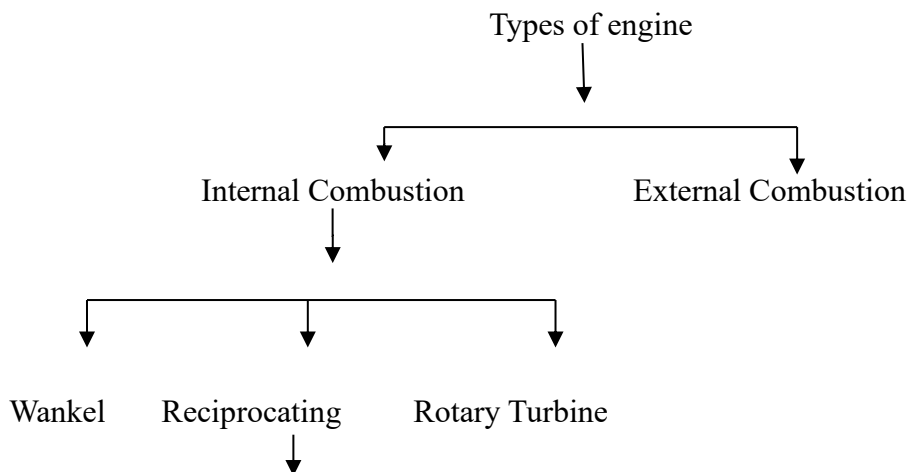 Types of engine
Internal Combustion External Combustion
Wankel Reciprocating Rotary Turbine